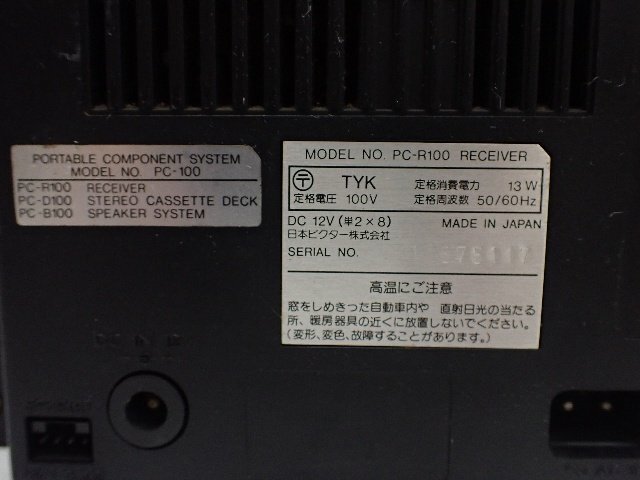 PORTABLE COMPONENT SYSTEM
MODEL NO. PC-100
PC-R100 RECEIVER
PC-D100 STEREO CASSETTE DECK
PC-B100 SPEAKER SYSTEM
MODEL NO. PC-R100 RECEIVER
〒 TYK 定格消費電力 13W
定格電圧 100V 定格周波数 50/60Hz
DC 12V (単2×8) MADE IN JAPAN
日本ビクター株式会社
SERIAL NO.
高温にご注意
窓をしめきった自動車内や 直射日光の当たる
所、暖房器具の近くに放置しないでください。
(変形、変色、故障することがあります。)